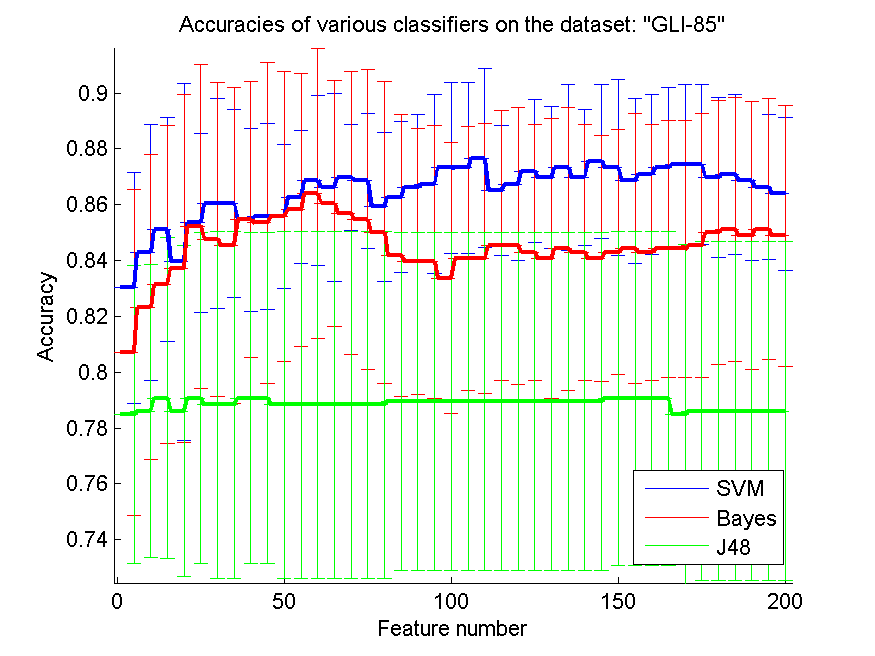 Accuracies of various classifiers on the dataset: "GLI-85"
0.9
0.88
0.86
0.84
0.82
0.8
0.78
0.76
0.74
Accuracy
SVM
Bayes
J48
0 50 100 150 200
Feature number